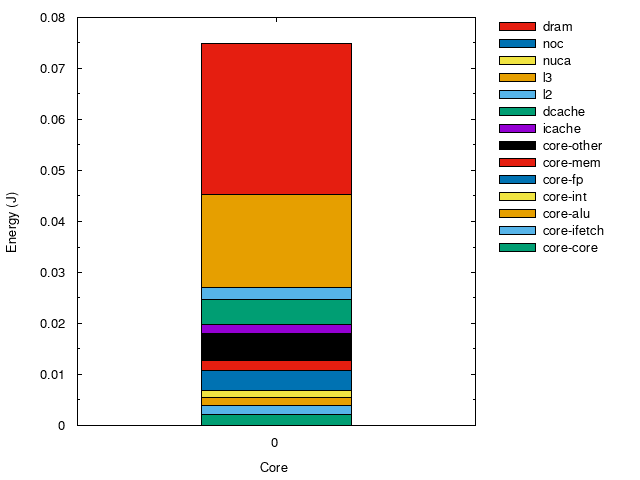 0.08
0.07
0.06
0.05
0.04
0.03
0.02
0.01
0
Energy (J)
0
Core
dram
noc
nuca
l3
l2
dcache
icache
core-other
core-mem
core-fp
core-int
core-alu
core-ifetch
core-core